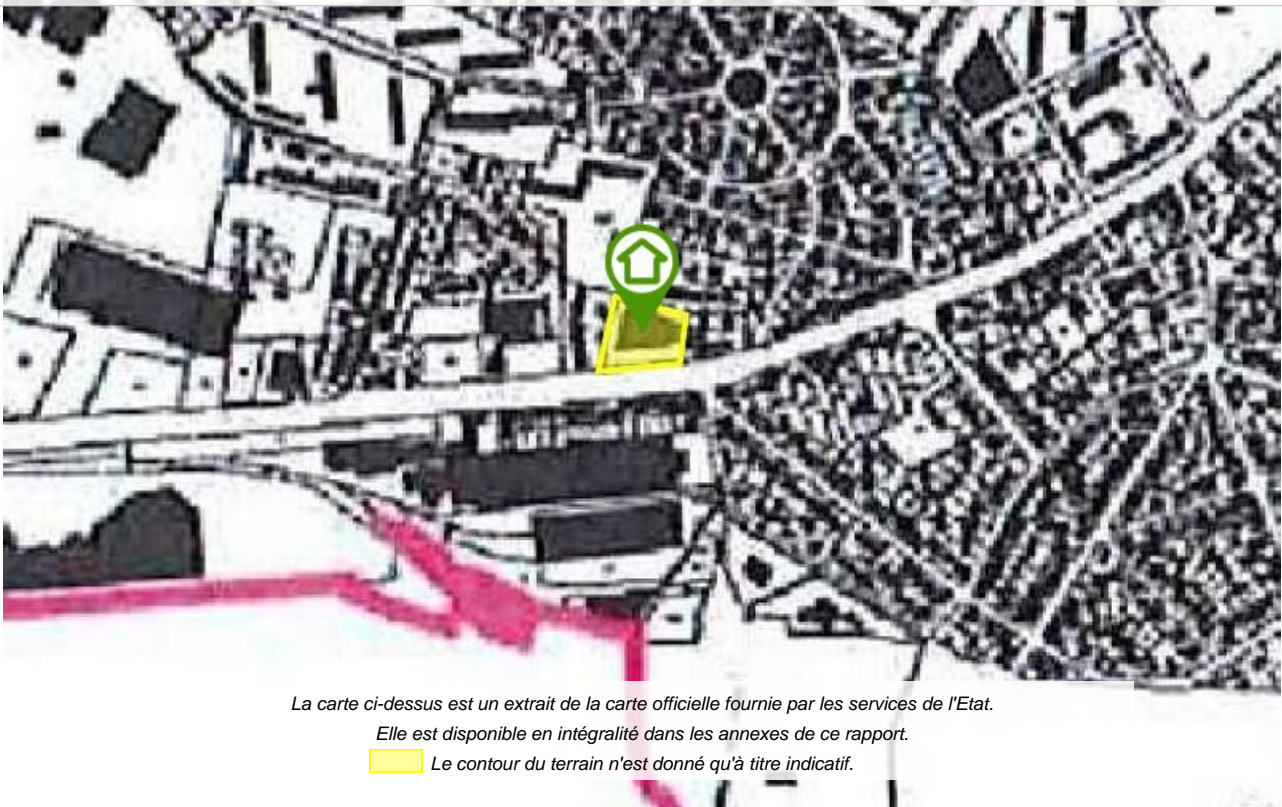 La carte ci-dessus est un extrait de la carte officielle fournie par les services de l'Etat.
Elle est disponible en intégralité dans les annexes de ce rapport.
Le contour du terrain n'est donné qu'à titre indicatif.